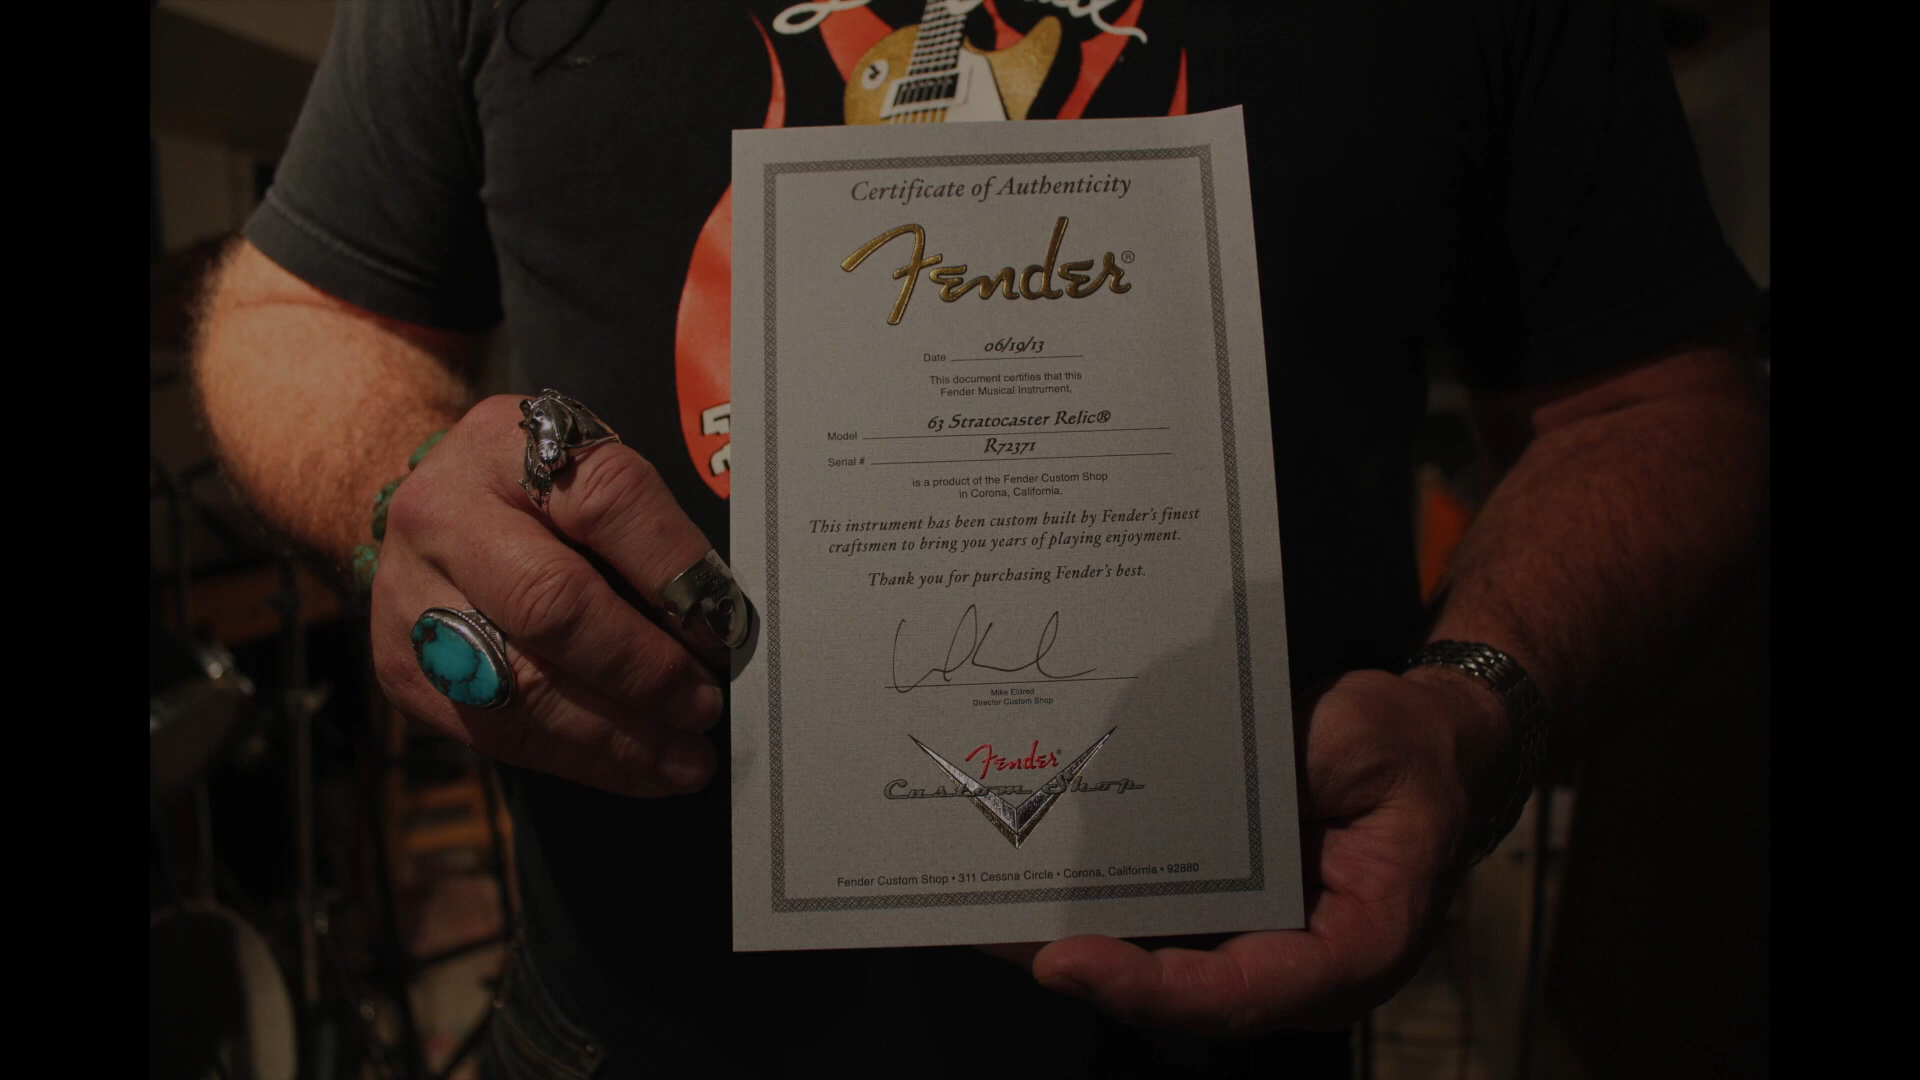 Certificate of Authenticity
Fender®
Date 06/19/13
This document certifies that this
Fender Musical Instrument,
Model 63 Stratocaster Relic®
Serial # R72371
is a product of the Fender Custom Shop
in Corona, California.
This instrument has been custom built by Fender's finest
craftsmen to bring you years of playing enjoyment.
Thank you for purchasing Fender's best.
Mike Eldred
Director Custom Shop
Fender®
Custom Shop
Fender Custom Shop • 311 Cessna Circle • Corona, California • 92880